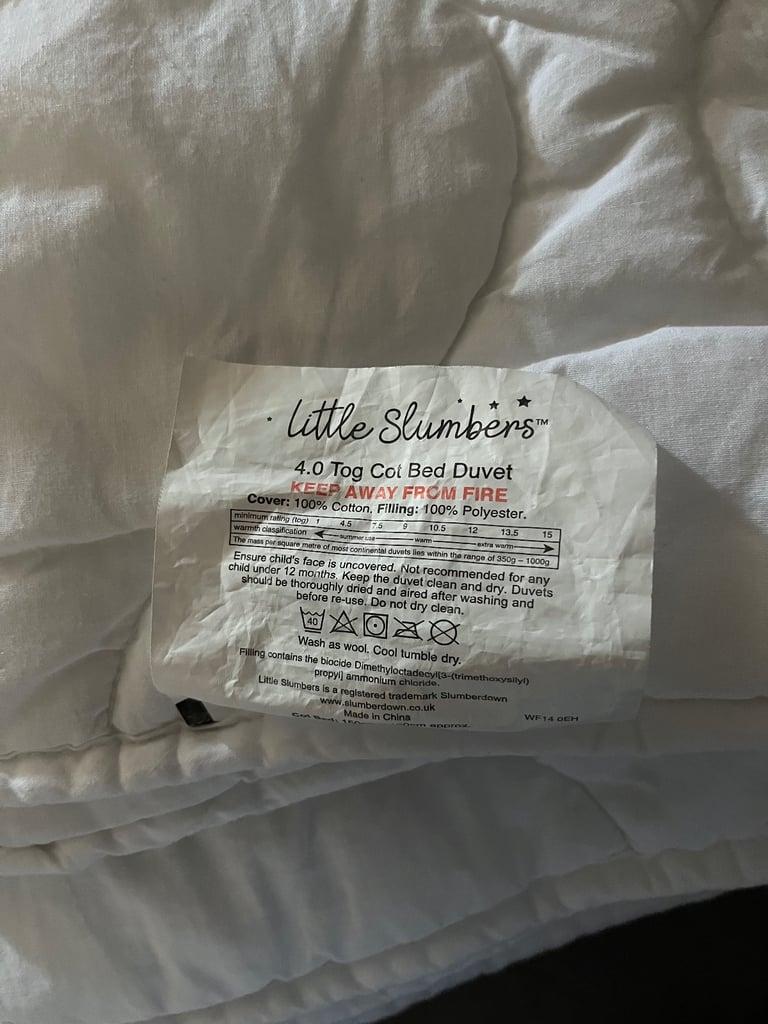 little Slumbers™
4.0 Tog Cot Bed Duvet
KEEP AWAY FROM FIRE
Cover: 100% Cotton. Filling: 100% Polyester.
minimum rating (tog) 1 4.5 7.5 9 10.5 12 13.5 15
warmth classification summer use warm extra warm
The mass per square metre of most continental duvets lies within the range of 350g - 1000g
Ensure child's face is uncovered. Not recommended for any
child under 12 months. Keep the duvet clean and dry. Duvets
should be thoroughly dried and aired after washing and
before re-use. Do not dry clean.
40
Wash as wool. Cool tumble dry.
Filling contains the biocide Dimethyloctadecyl[3-(trimethoxysilyl)
propyl] ammonium chloride.
Little Slumbers is a registered trademark Slumberdown
www.slumberdown.co.uk
Made in China
WF14 0EH
Cot Bed: approx.